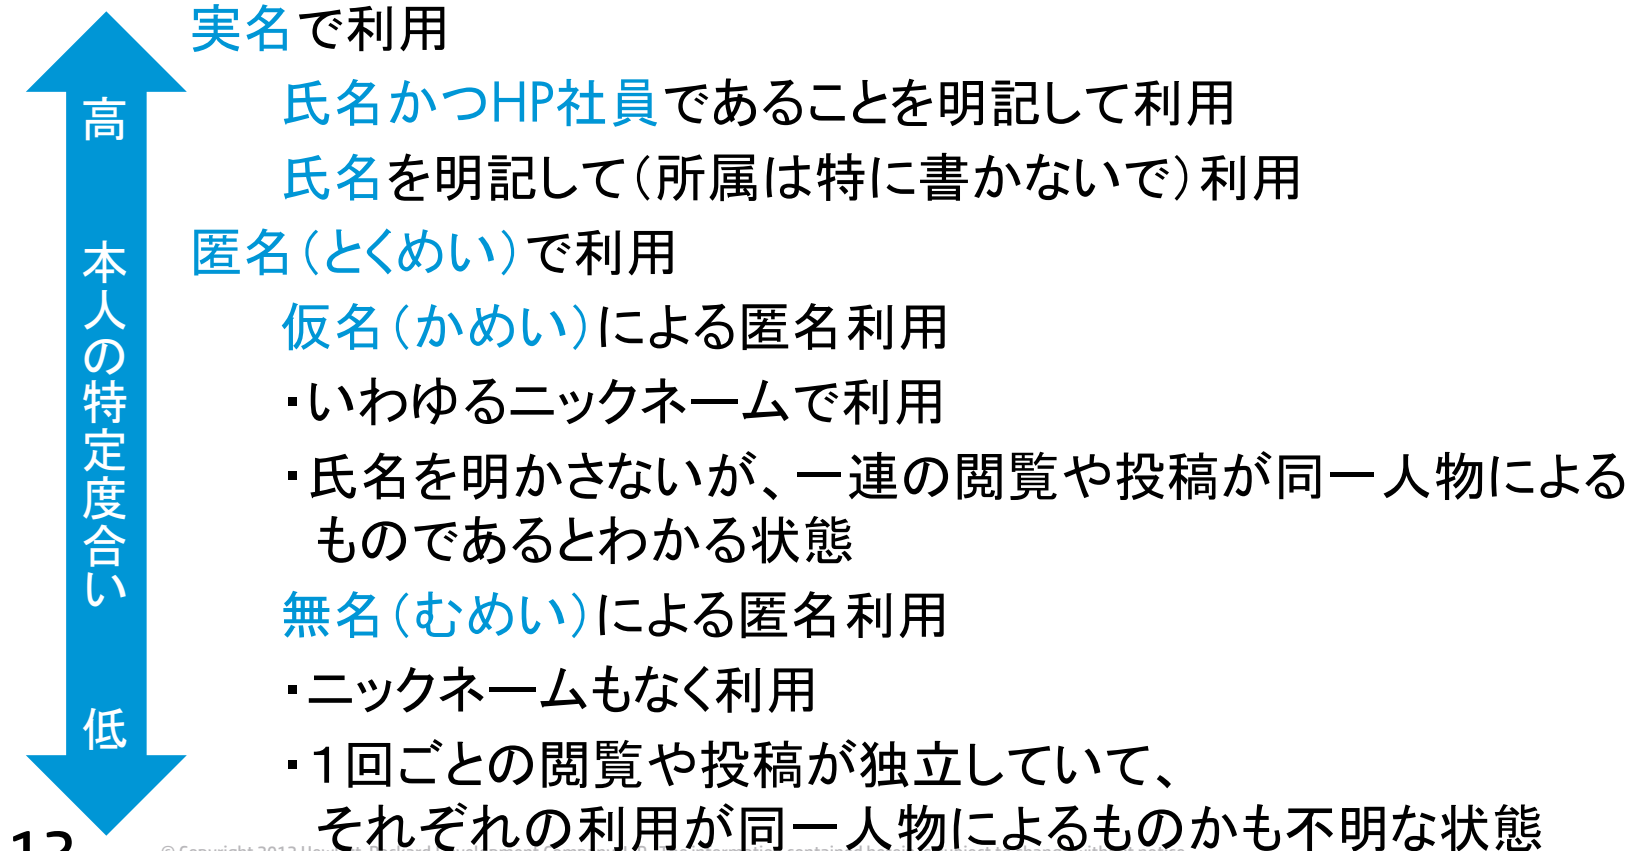 実名で利用
氏名かつHP社員であることを明記して利用
氏名を明記して（所属は特に書かないで）利用
匿名（とくめい）で利用
仮名（かめい）による匿名利用
・いわゆるニックネームで利用
・氏名を明かさないが、一連の閲覧や投稿が同一人物による
ものであるとわかる状態
無名（むめい）による匿名利用
・ニックネームもなく利用
・１回ごとの閲覧や投稿が独立していて、
それぞれの利用が同一人物によるものかも不明な状態
高
本人の特定度合い
低
12